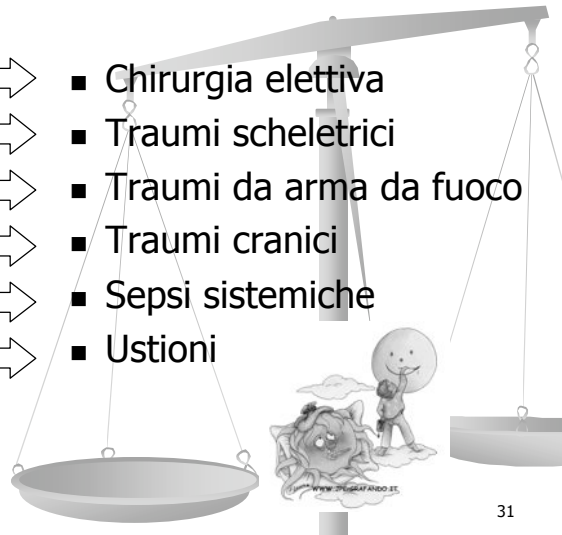 ▪ Chirurgia elettiva
▪ Traumi scheletrici
▪ Traumi da arma da fuoco
▪ Traumi cranici
▪ Sepsi sistemiche
▪ Ustioni
31